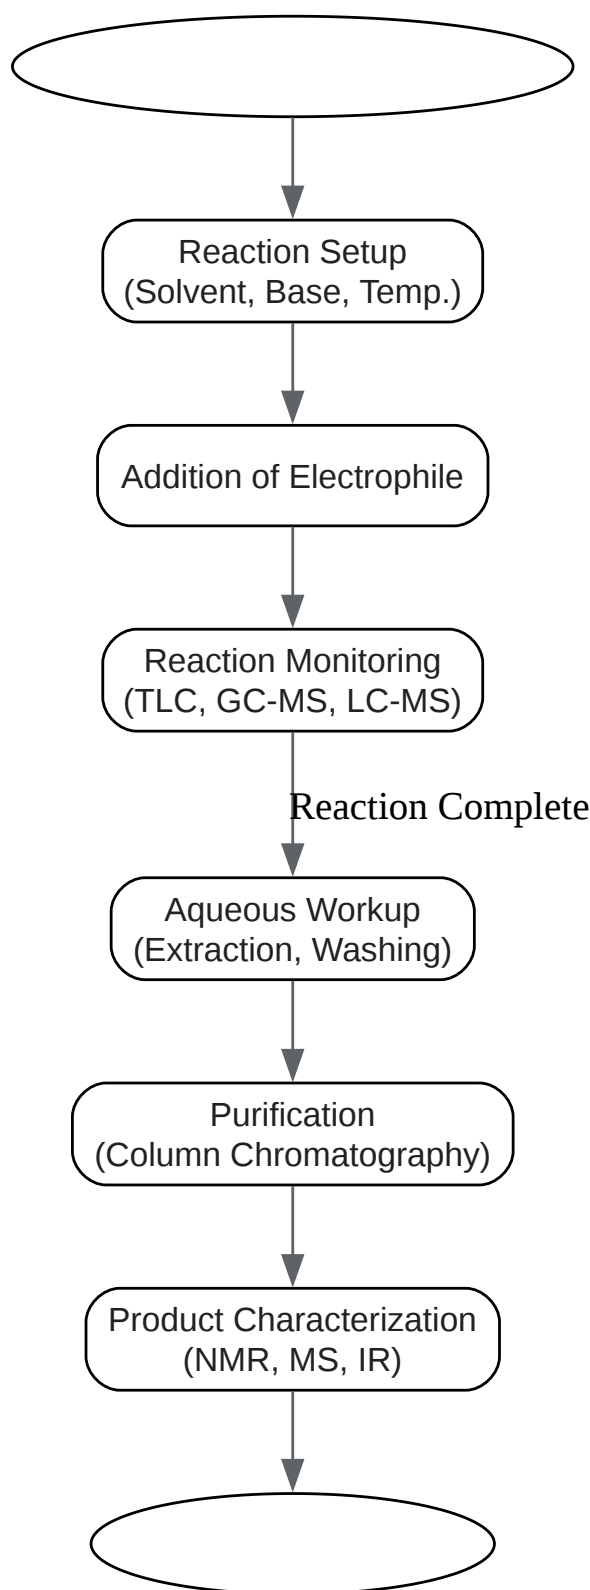 Reaction Setup
(Solvent, Base, Temp.)
Addition of Electrophile
Reaction Monitoring
(TLC, GC-MS, LC-MS)
Reaction Complete
Aqueous Workup
(Extraction, Washing)
Purification
(Column Chromatography)
Product Characterization
(NMR, MS, IR)